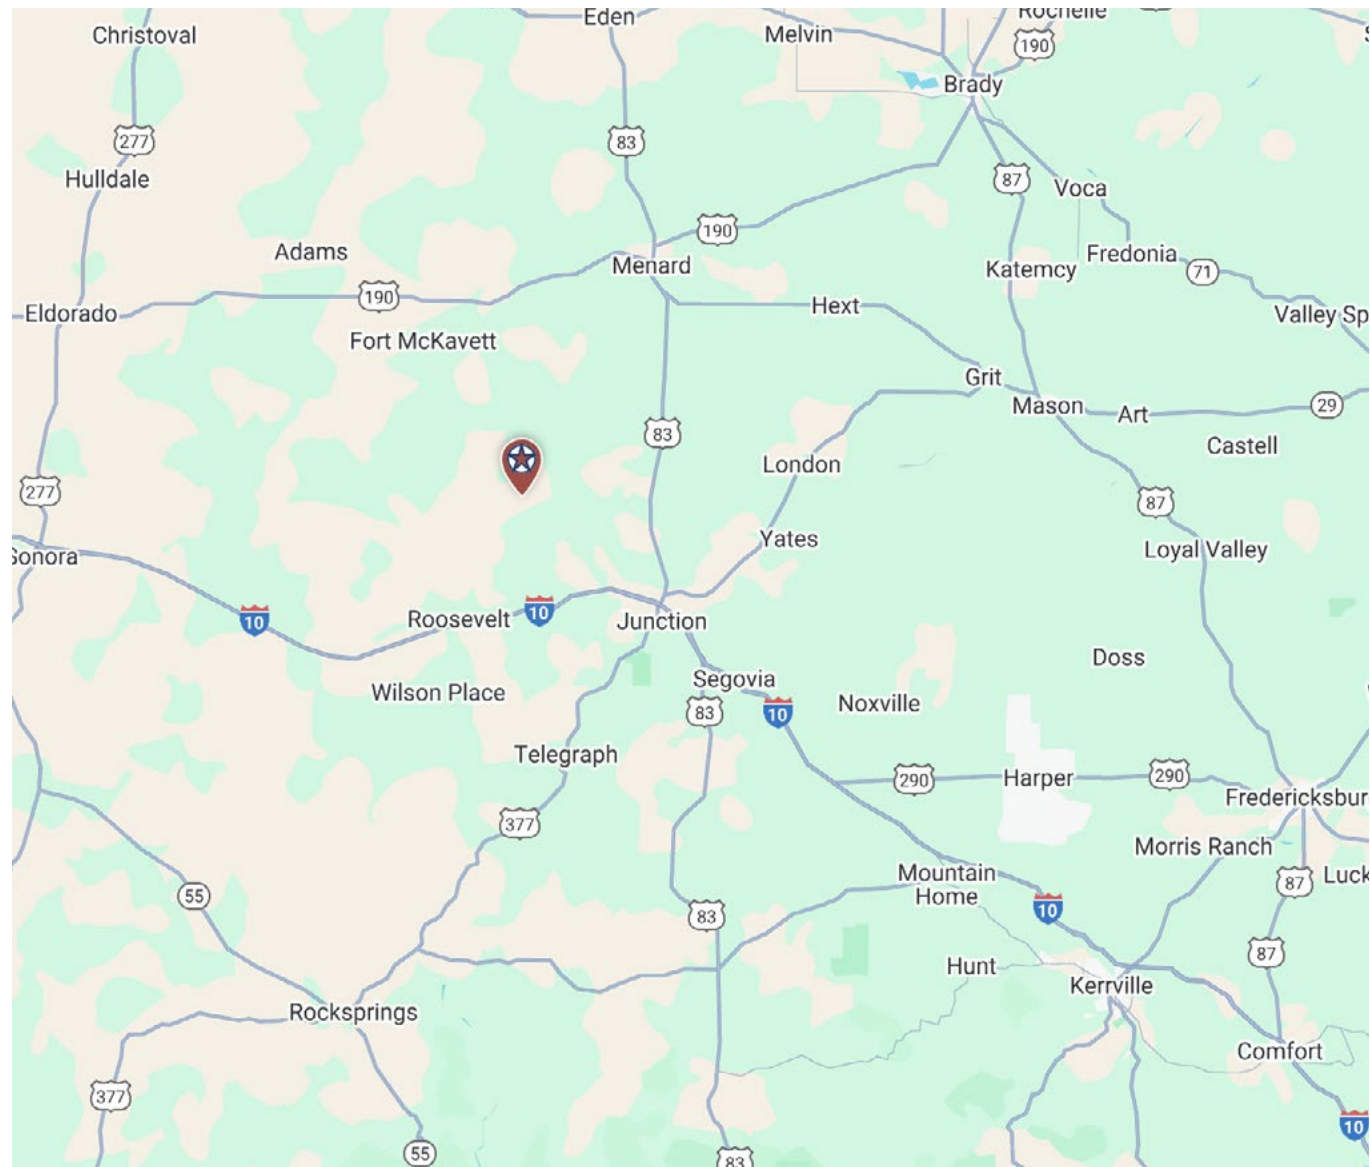 Eden
Rochelle
Christoval
Melvin
190
Brady
277
83
Hulldale
87
Voca
190
Adams
Menard
Katemcy
Fredonia
71
190
Eldorado
Hext
Valley Sp
Fort McKavett
Grit
Mason
Art
29
83
Castell
London
277
87
Yates
Loyal Valley
Sonora
10
Roosevelt
10
Junction
Doss
Segovia
Wilson Place
Noxville
83
10
Telegraph
290
Harper
290
Fredericksbur
377
Morris Ranch
Mountain
Home
87
Luck
55
10
83
87
Hunt
Kerrville
Rocksprings
Comfort
377
10
55
83